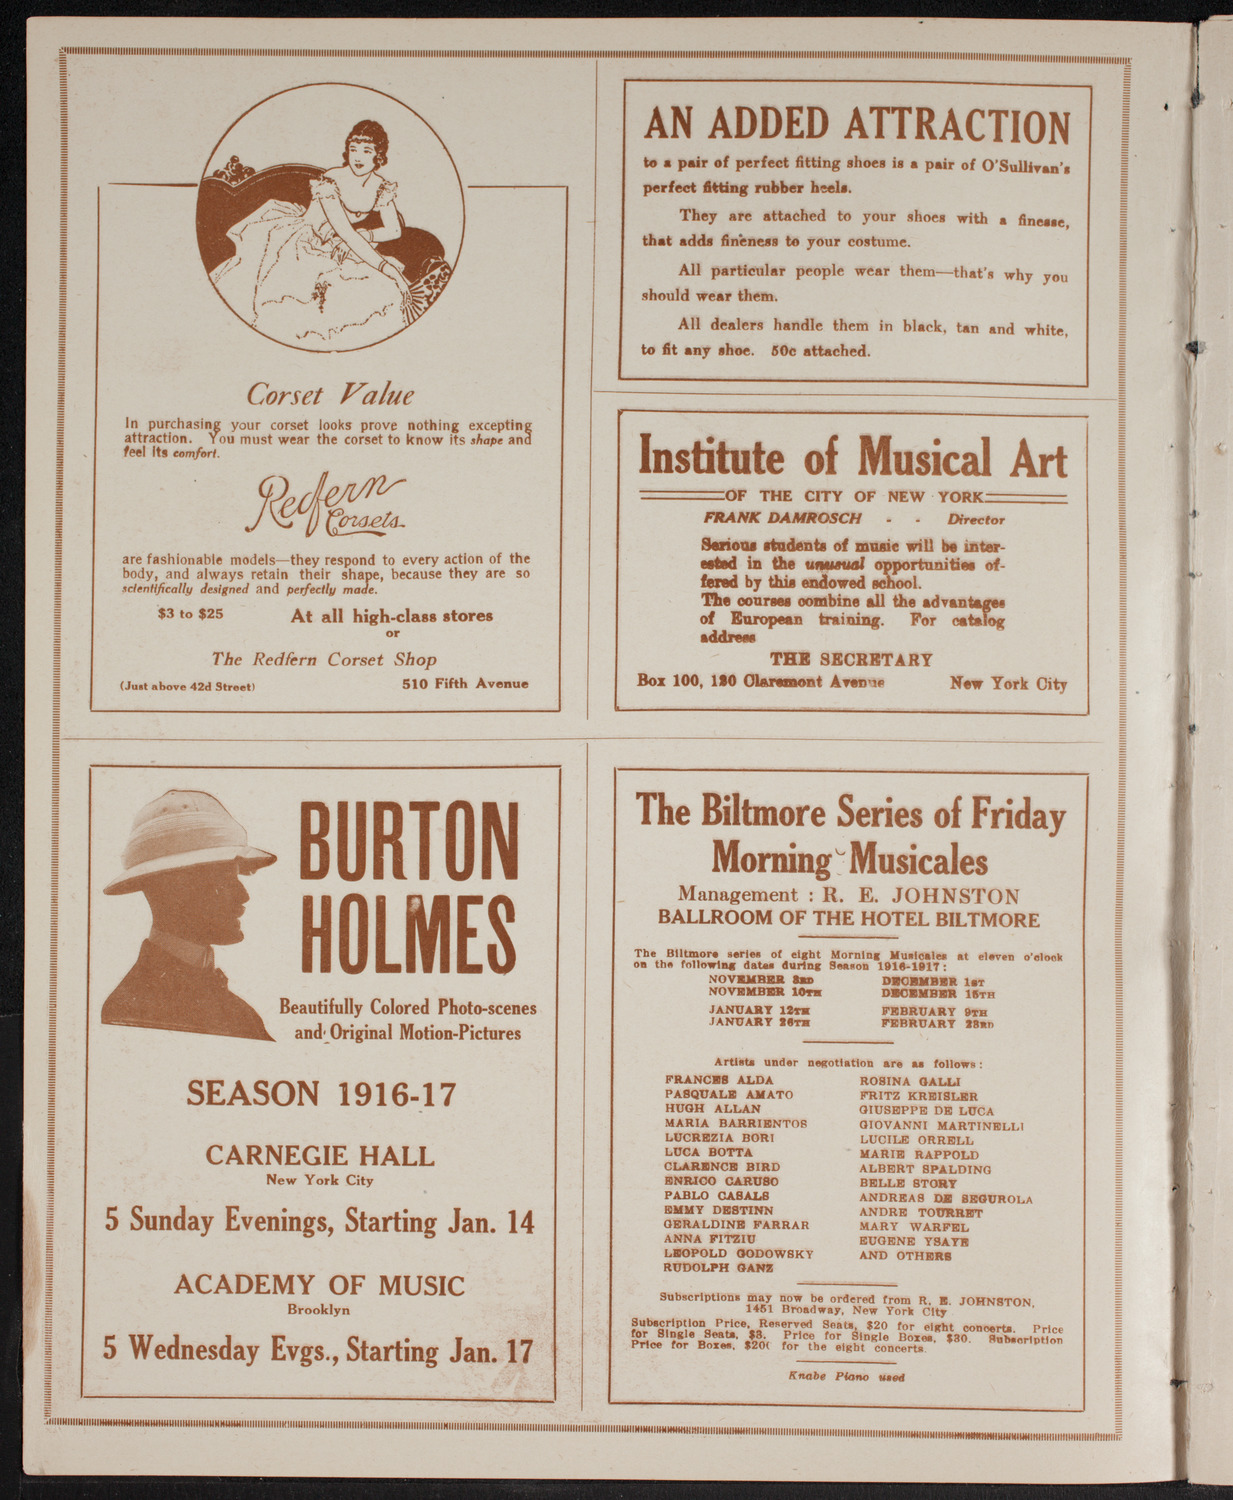 Corset Value
In purchasing your corset looks prove nothing excepting
attraction. You must wear the corset to know its shape and
feel its comfort.
Redfern
Corsets
are fashionable models—they respond to every action of the
body, and always retain their shape, because they are so
scientifically designed and perfectly made.
$3 to $25 At all high-class stores
or
The Redfern Corset Shop
(Just above 42d Street) 510 Fifth Avenue
AN ADDED ATTRACTION
to a pair of perfect fitting shoes is a pair of O'Sullivan's
perfect fitting rubber heels.
They are attached to your shoes with a finesse,
that adds fineness to your costume.
All particular people wear them—that's why you
should wear them.
All dealers handle them in black, tan and white,
to fit any shoe. 50c attached.
Institute of Musical Art
OF THE CITY OF NEW YORK
FRANK DAMROSCH - - Director
Serious students of music will be inter-
ested in the unusual opportunities of-
fered by this endowed school.
The courses combine all the advantages
of European training. For catalog
address
THE SECRETARY
Box 100, 120 Claremont Avenue New York City
BURTON
HOLMES
Beautifully Colored Photo-scenes
and Original Motion-Pictures
SEASON 1916-17
CARNEGIE HALL
New York City
5 Sunday Evenings, Starting Jan. 14
ACADEMY OF MUSIC
Brooklyn
5 Wednesday Evgs., Starting Jan. 17
The Biltmore Series of Friday
Morning Musicales
Management : R. E. JOHNSTON
BALLROOM OF THE HOTEL BILTMORE
The Biltmore series of eight Morning Musicales at eleven o'clock
on the following dates during Season 1916-1917:
NOVEMBER 3RD DECEMBER 1ST
NOVEMBER 10TH DECEMBER 15TH
JANUARY 12TH FEBRUARY 9TH
JANUARY 26TH FEBRUARY 23RD
Artists under negotiation are as follows:
FRANCES ALDA
PASQUALE AMATO
HUGH ALLAN
MARIA BARRIENTOS
LUCREZIA BORI
LUCA BOTTA
CLARENCE BIRD
ENRICO CARUSO
PABLO CASALS
EMMY DESTINN
GERALDINE FARRAR
ANNA FITZIU
LEOPOLD GODOWSKY
RUDOLPH GANZ
ROSINA GALLI
FRITZ KREISLER
GIUSEPPE DE LUCA
GIOVANNI MARTINELLI
LUCILE ORRELL
MARIE RAPPOLD
ALBERT SPALDING
BELLE STORY
ANDREAS DE SEGUROLA
ANDRE TOURRET
MARY WARFEL
EUGENE YSAYE
AND OTHERS
Subscriptions may now be ordered from R. E. JOHNSTON,
1451 Broadway, New York City
Subscription Price, Reserved Seats, $20 for eight concerts. Price
for Single Seats, $3. Price for Single Boxes, $30. Subscription
Price for Boxes, for the eight concerts.
Knabe Piano used